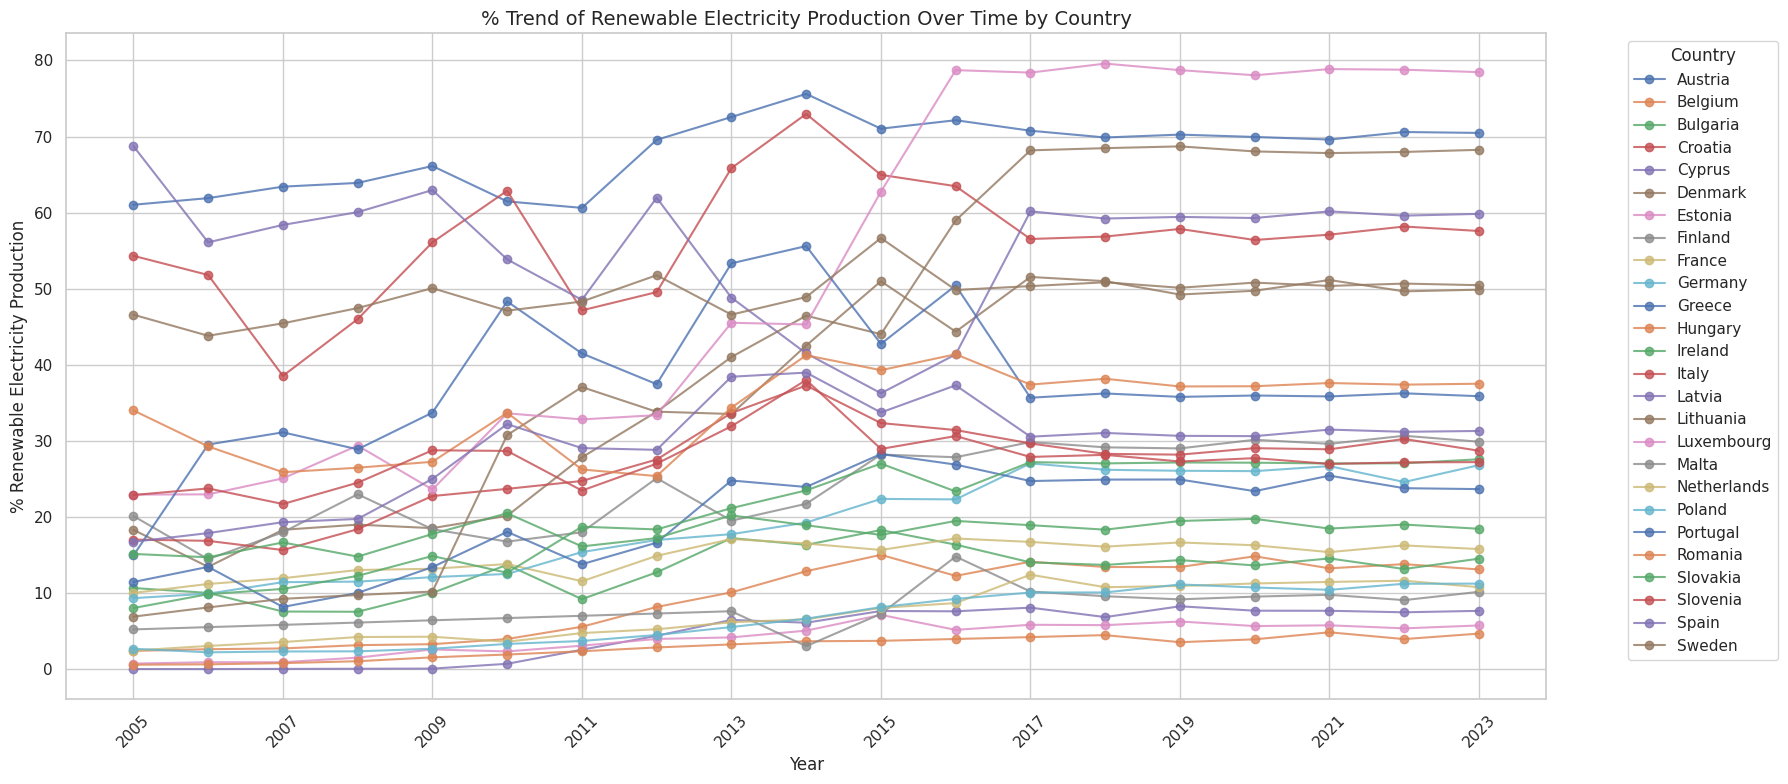 % Trend of Renewable Electricity Production Over Time by Country
% Renewable Electricity Production
80
70
60
50
40
30
20
10
0
2005
2007
2009
2011
2013
2015
2017
2019
2021
2023
Year
Country
Austria
Belgium
Bulgaria
Croatia
Cyprus
Denmark
Estonia
Finland
France
Germany
Greece
Hungary
Ireland
Italy
Latvia
Lithuania
Luxembourg
Malta
Netherlands
Poland
Portugal
Romania
Slovakia
Slovenia
Spain
Sweden